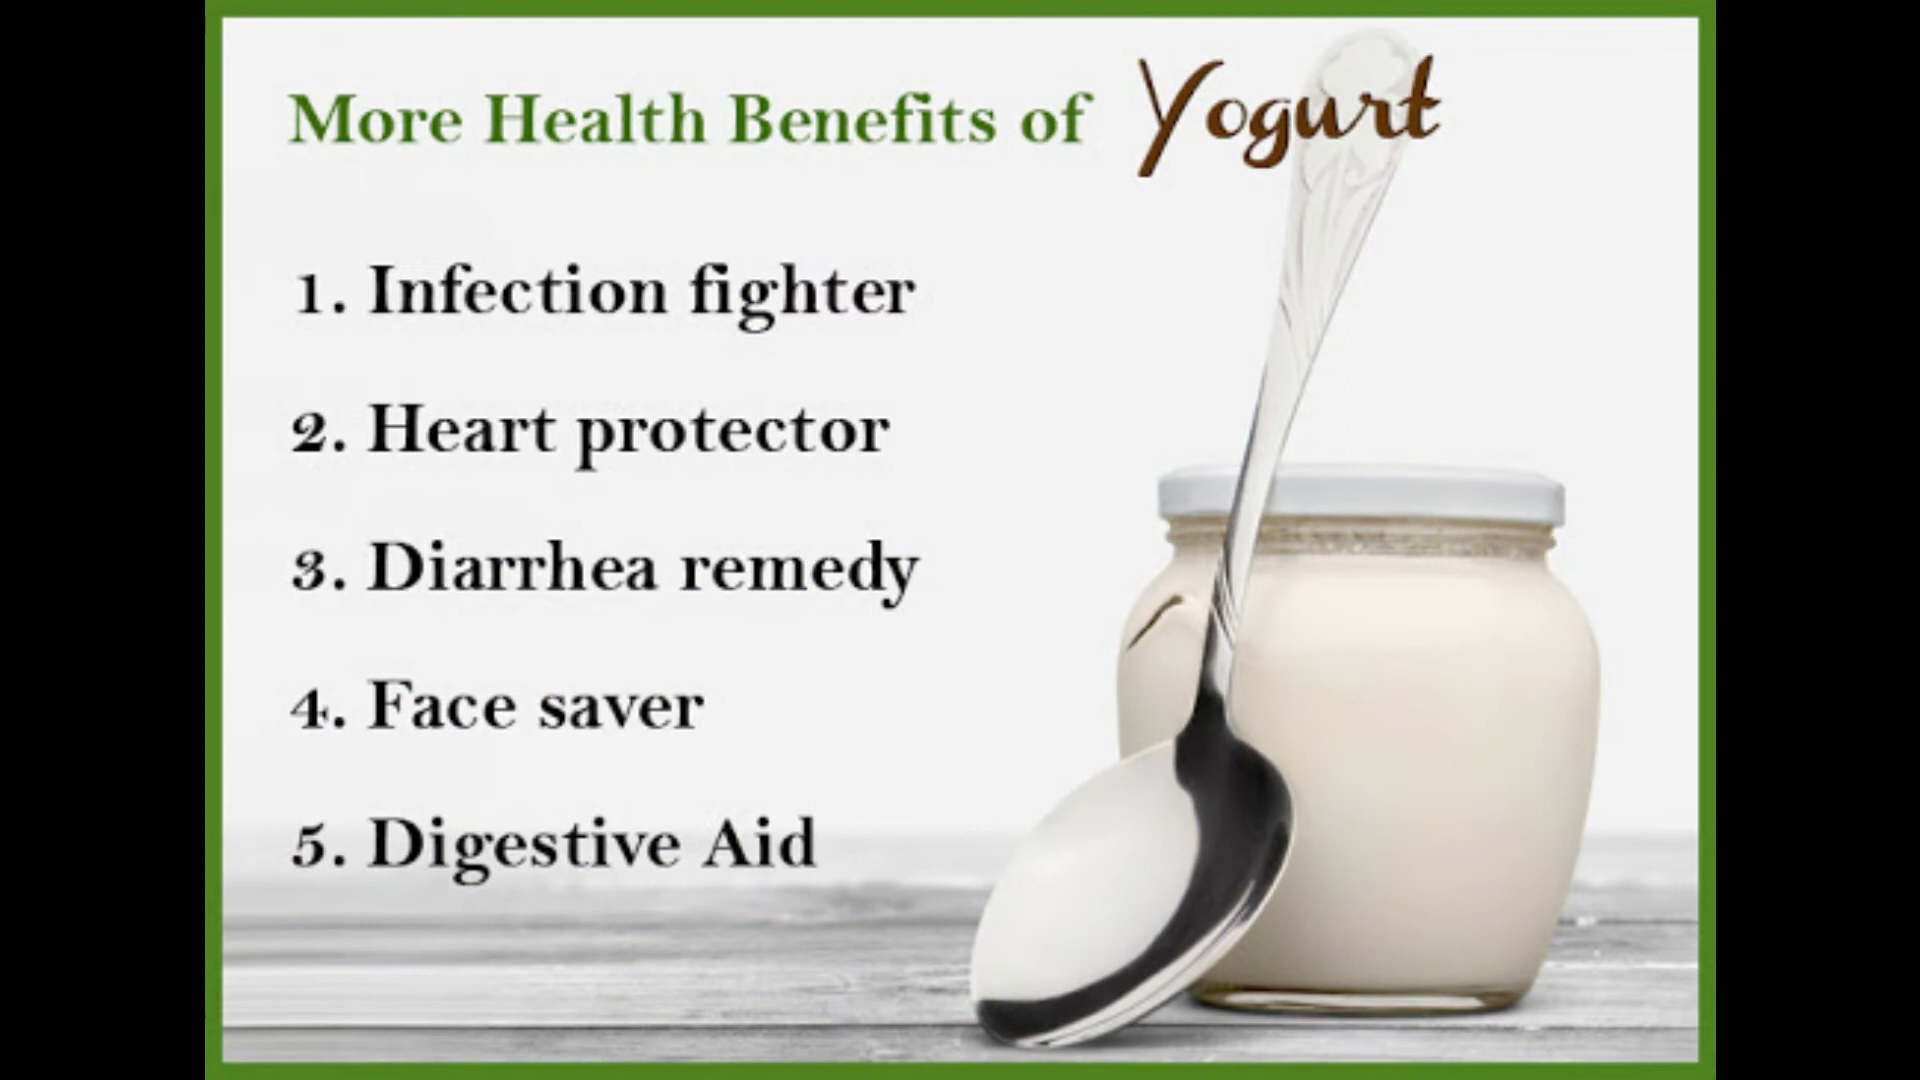 More Health Benefits of Yogurt
1. Infection fighter
2. Heart protector
3. Diarrhea remedy
4. Face saver
5. Digestive Aid